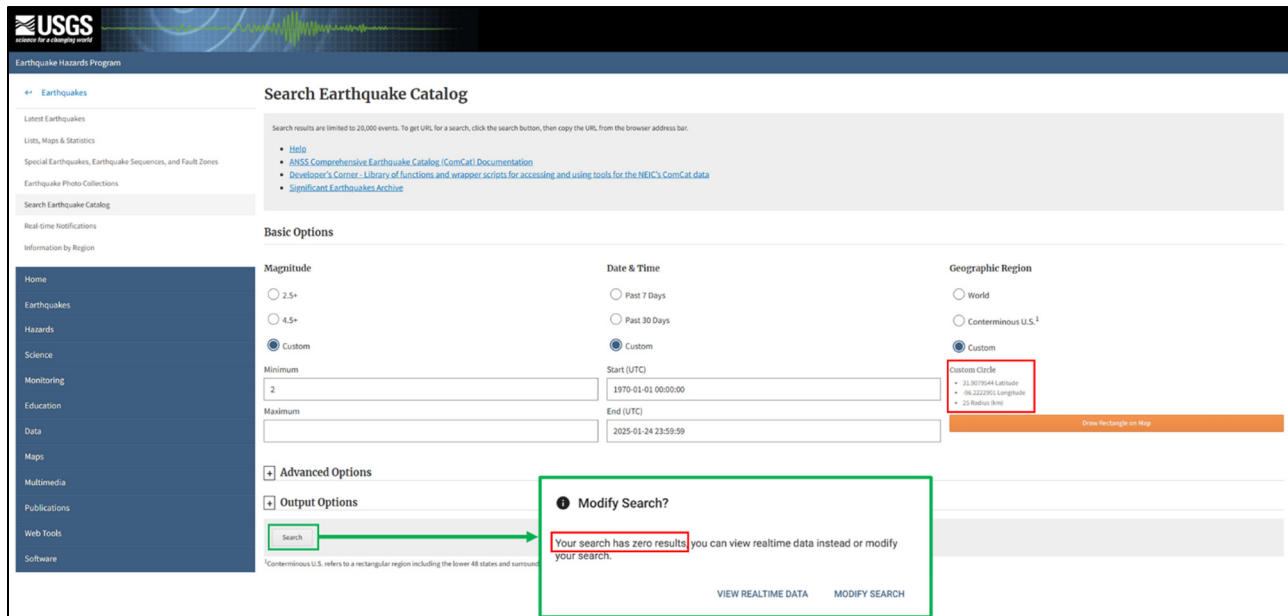 USGS
science for a changing world
Earthquake Hazards Program
Earthquakes
Latest Earthquakes
Lists, Maps & Statistics
Special Earthquakes, Earthquake Sequences, and Fault Zones
Earthquake Photo Collections
Search Earthquake Catalog
Real-time Notifications
Information by Region
Home
Earthquakes
Hazards
Science
Monitoring
Education
Data
Maps
Multimedia
Publications
Web Tools
Software
Search Earthquake Catalog
Search results are limited to 20,000 events. To get URL for a search, click the search button, then copy the URL from the browser address bar.
• Help
• ANSS Comprehensive Earthquake Catalog (ComCat) Documentation
• Developer's Corner - Library of functions and wrapper scripts for accessing and using tools for the NEIC's ComCat data
• Significant Earthquakes Archive
Basic Options
Magnitude
2.5+
4.5+
Custom
Minimum
2
Maximum
Date & Time
Past 7 Days
Past 30 Days
Custom
Start (UTC)
1970-01-01 00:00:00
End (UTC)
2025-01-24 23:59:59
Geographic Region
World
Conterminous U.S.¹
Custom
Custom Circle
• 31.9079544 Latitude
• -96.2222901 Longitude
• 25 Radius (km)
Draw Rectangle on Map
+ Advanced Options
+ Output Options
Search
¹Conterminous U.S. refers to a rectangular region including the lower 48 states and surround
Modify Search?
Your search has zero results, you can view realtime data instead or modify
your search.
VIEW REALTIME DATA MODIFY SEARCH